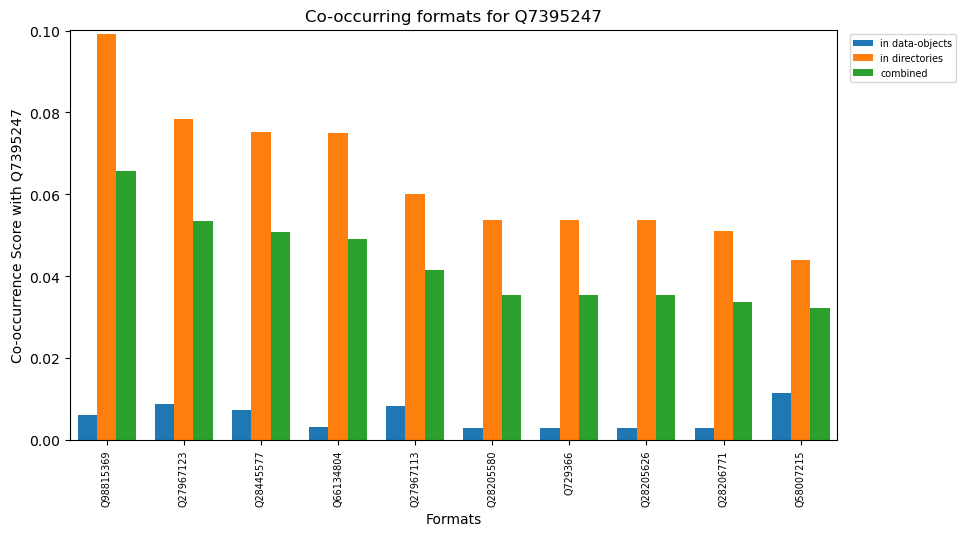 Co-occurring formats for Q7395247
Co-occurrence Score with Q7395247
0.10
0.08
0.06
0.04
0.02
0.00
Q98815369
Q27967123
Q28445577
Q66134804
Q27967113
Q28205580
Q729366
Q28205626
Q28206771
Q58007215
Formats
in data-objects
in directories
combined